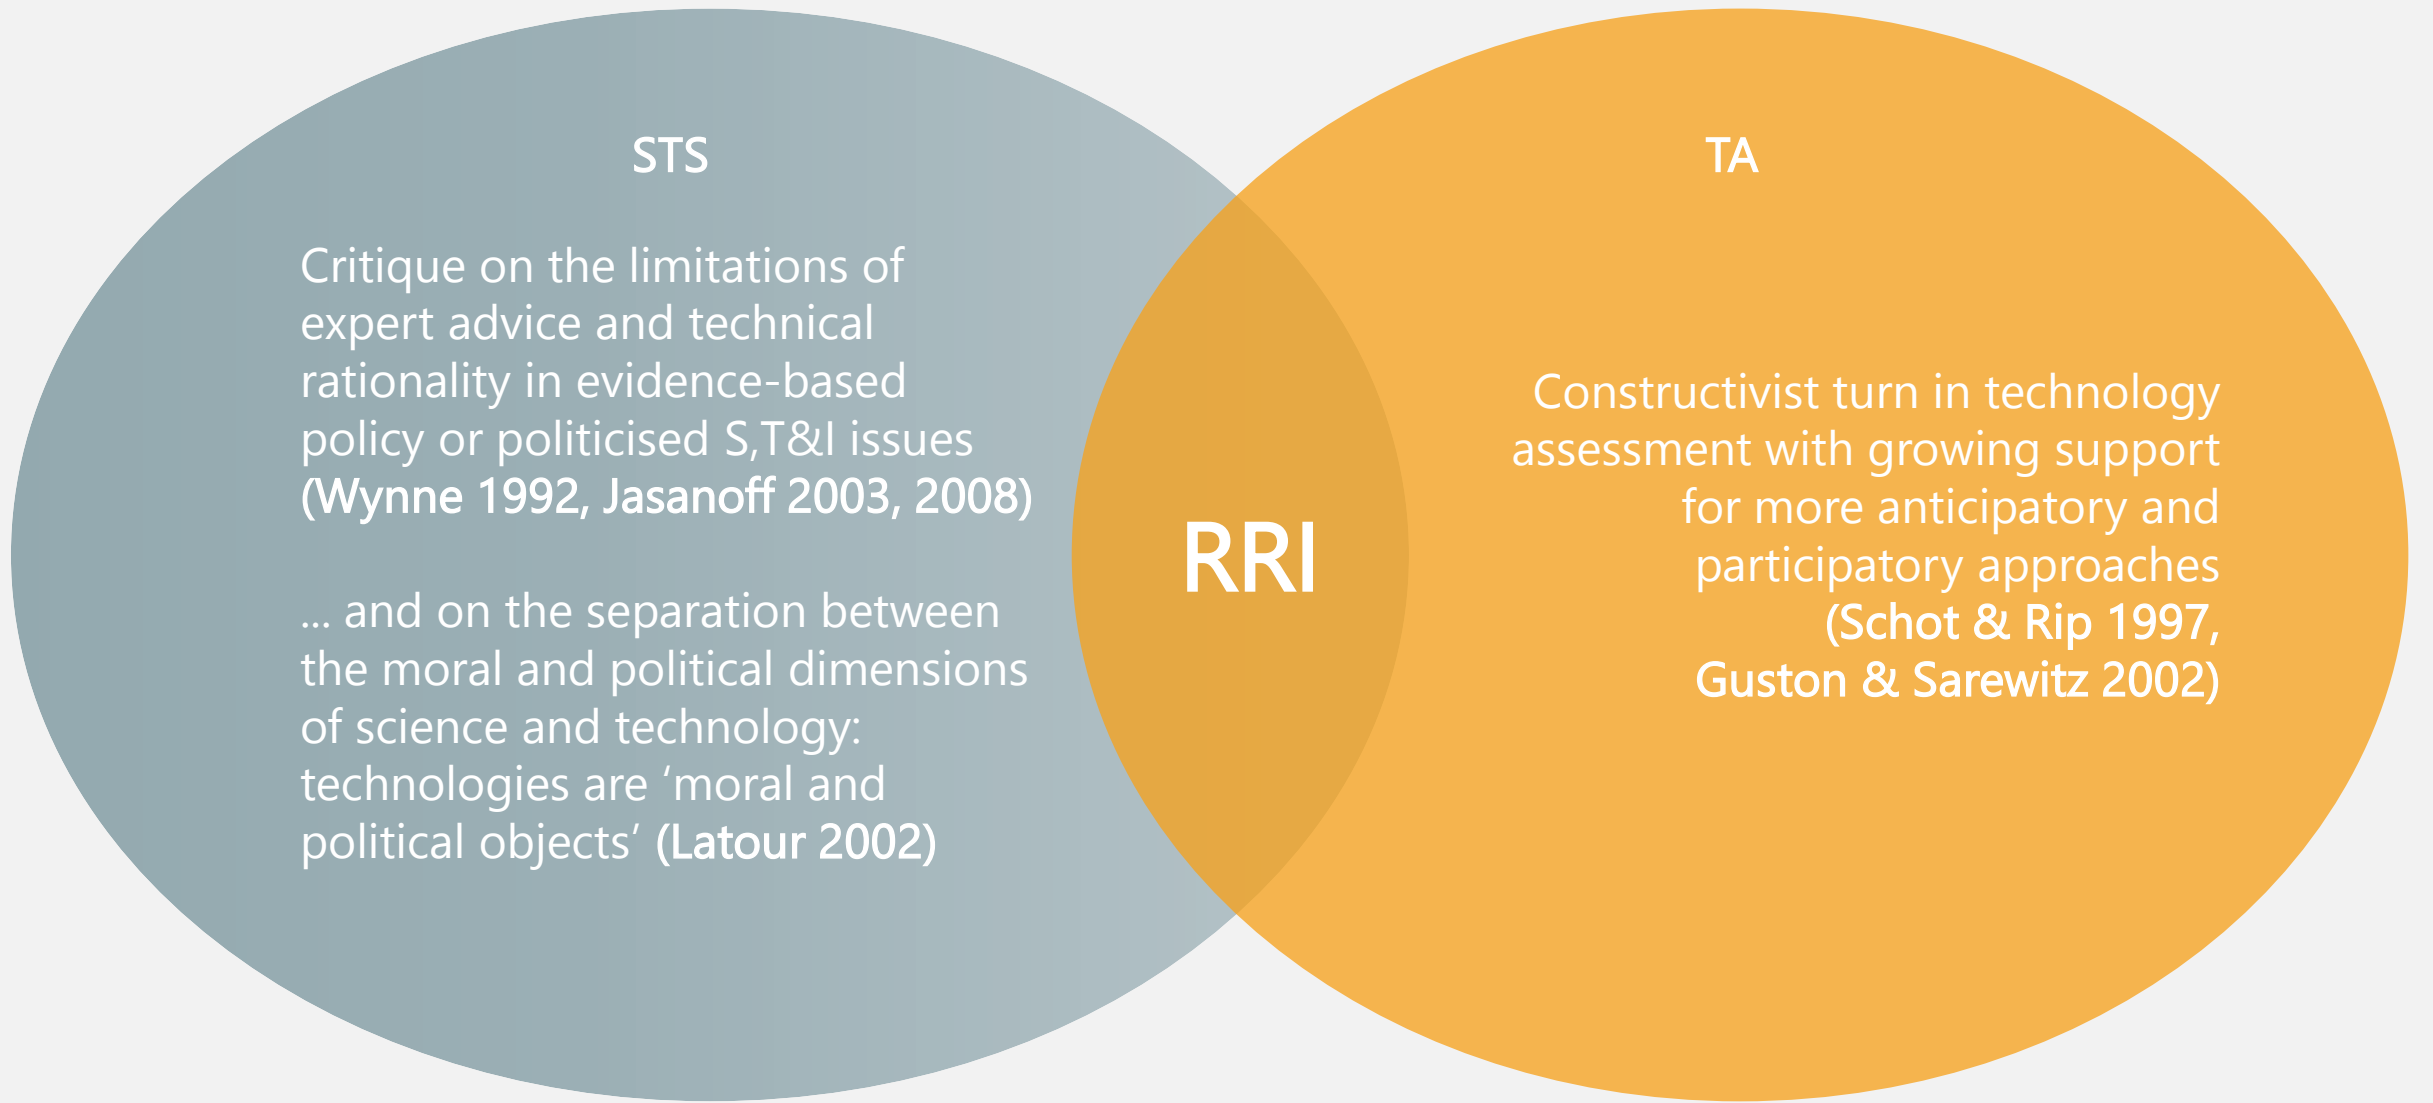 STS
Critique on the limitations of
expert advice and technical
rationality in evidence-based
policy or politicised S,T&I issues
(Wynne 1992, Jasanoff 2003, 2008)
... and on the separation between
the moral and political dimensions
of science and technology:
technologies are ‘moral and
political objects’ (Latour 2002)
RRI
TA
Constructivist turn in technology
assessment with growing support
for more anticipatory and
participatory approaches
(Schot & Rip 1997,
Guston & Sarewitz 2002)